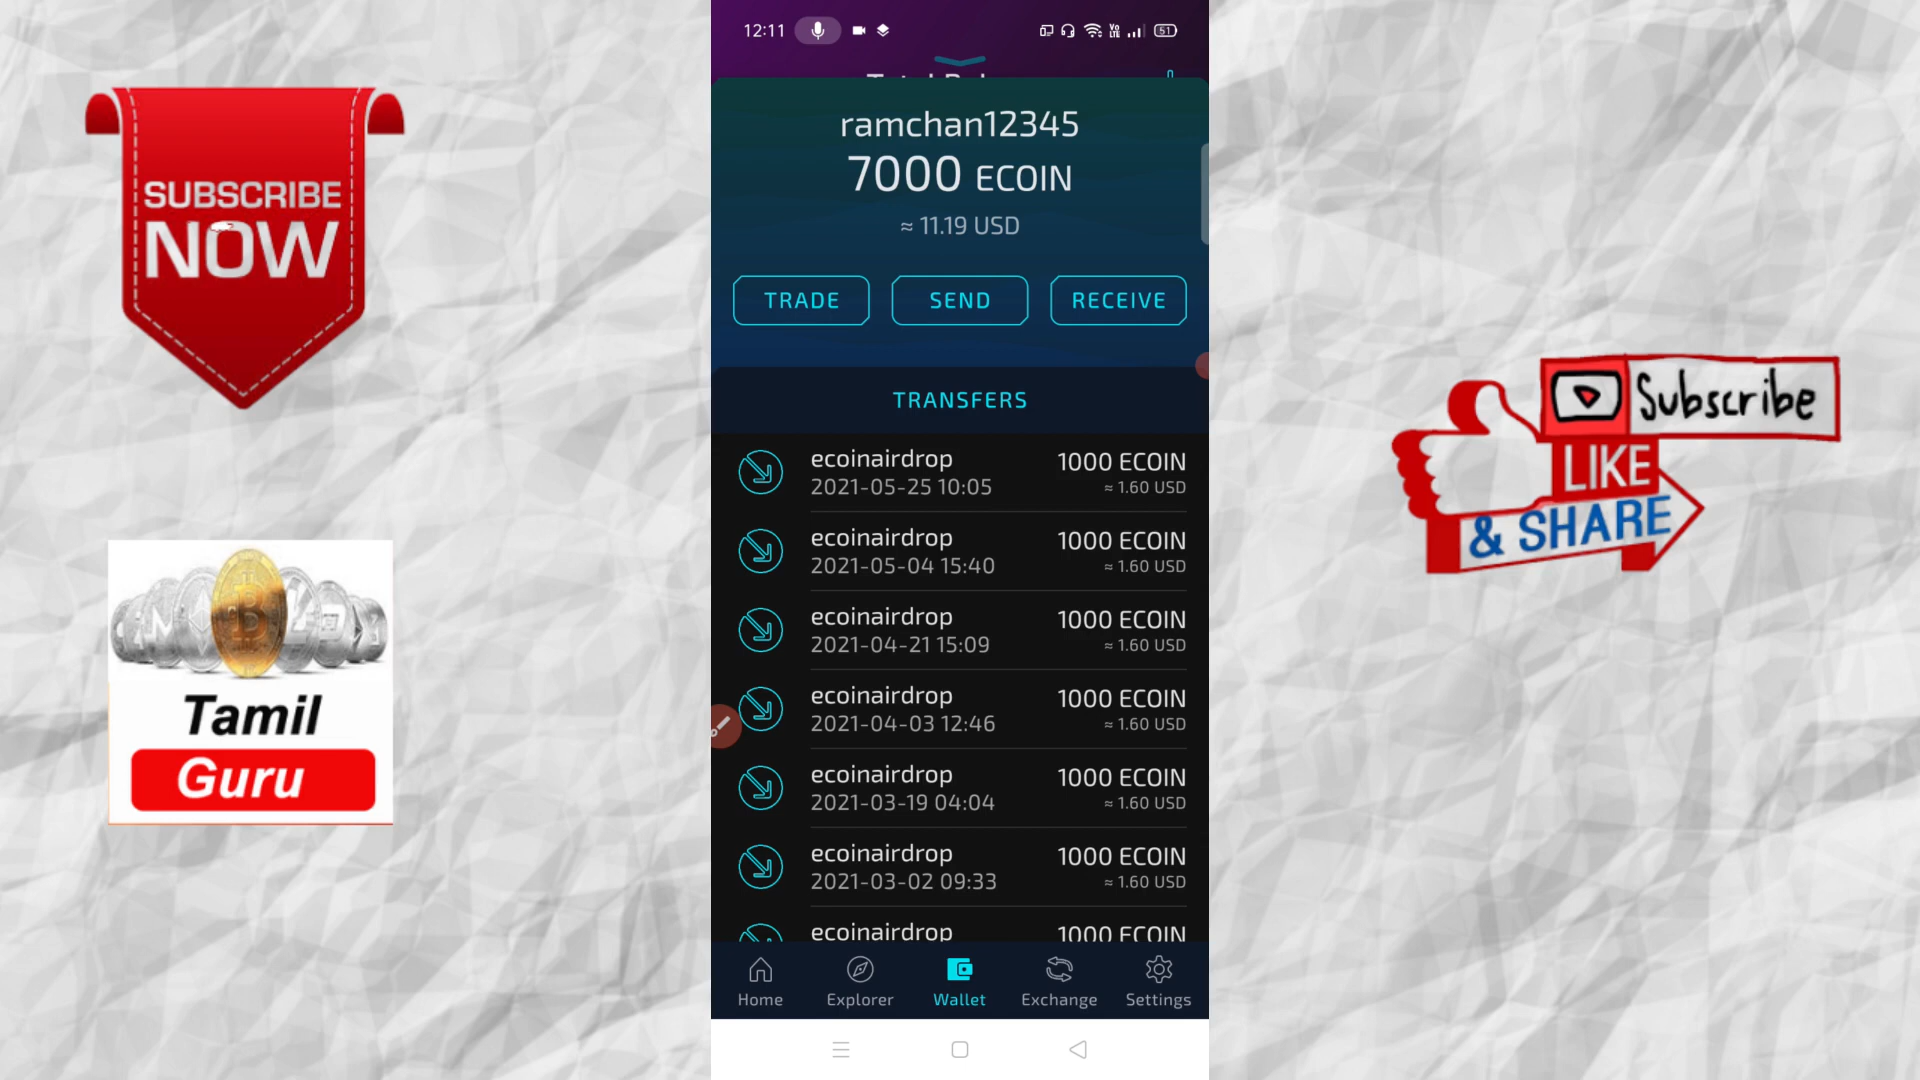 SUBSCRIBE
NOW
Tamil
Guru
12:11
51
ramchan12345
7000 ECOIN
≈ 11.19 USD
TRADE
SEND
RECEIVE
TRANSFERS
ecoinairdrop
1000 ECOIN
2021-05-25 10:05
≈ 1.60 USD
ecoinairdrop
1000 ECOIN
2021-05-04 15:40
≈ 1.60 USD
ecoinairdrop
1000 ECOIN
2021-04-21 15:09
≈ 1.60 USD
ecoinairdrop
1000 ECOIN
2021-04-03 12:46
≈ 1.60 USD
ecoinairdrop
1000 ECOIN
2021-03-19 04:04
≈ 1.60 USD
ecoinairdrop
1000 ECOIN
2021-03-02 09:33
≈ 1.60 USD
ecoinairdrop
1000 ECOIN
Home
Explorer
Wallet
Exchange
Settings
Subscribe
LIKE
& SHARE